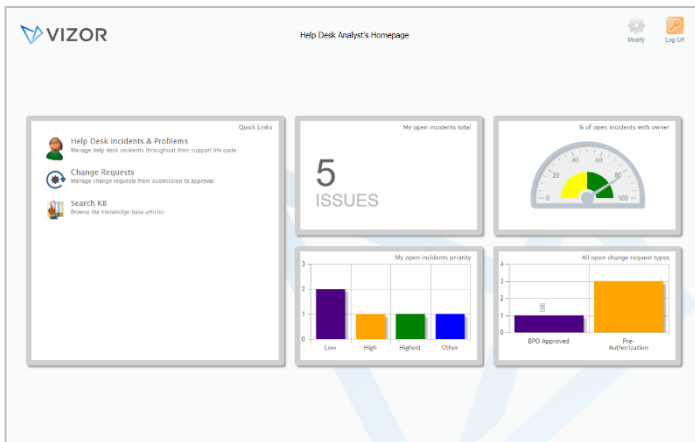 VIZOR
Help Desk Analyst's Homepage
Modify
Log Off
Quick Links
Help Desk Incidents & Problems
Manage help desk incidents throughout their support life cycle
Change Requests
Manage change requests from submission to approval
Search KB
Browse the knowledge base articles
My open incidents total
5
ISSUES
% of open incidents with owner
0 20 40 60 80 100
My open incidents priority
3
2
1
0
Low High Highest Other
All open change request types
4
3
2
1
0
BPO Approved Pre-
Authorization